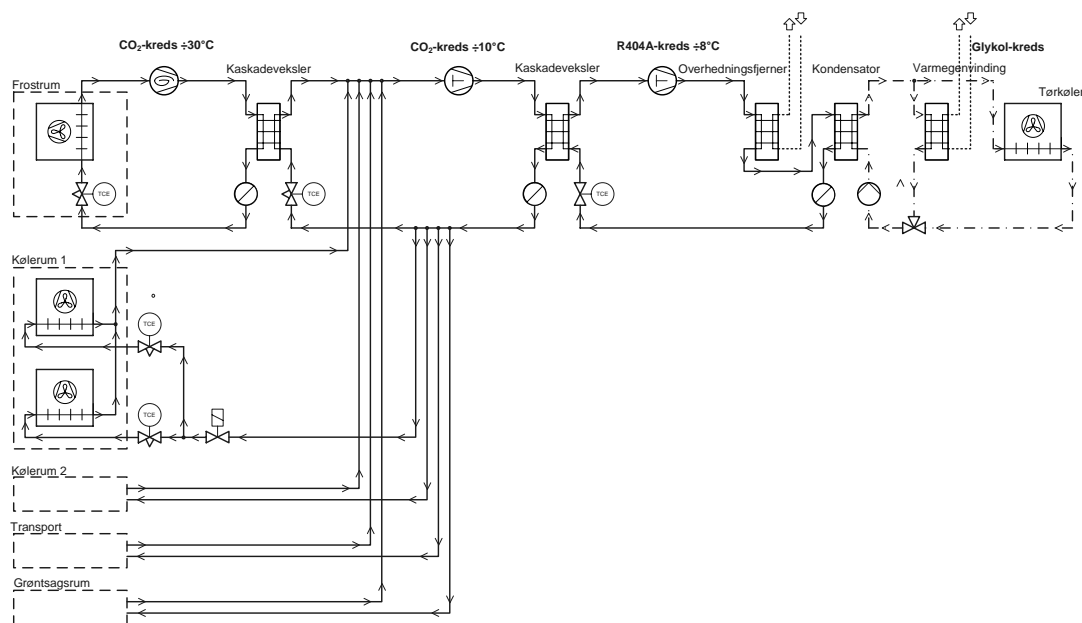 CO₂-kreds ÷30°C
CO₂-kreds ÷10°C
R404A-kreds ÷8°C
Glykol-kreds
Kaskadeveksler
Kaskadeveksler
Overhedningsfjerner
Kondensator
Varmegenvinding
Frostrum
Tørkøler
TCE
TCE
TCE
Kølerum 1
TCE
TCE
Kølerum 2
Transport
Grøntsagsrum